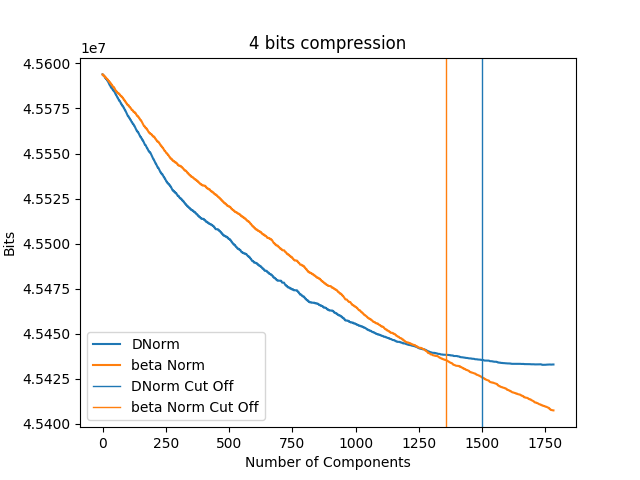 4 bits compression
1e7
4.5600
4.5575
4.5550
4.5525
4.5500
4.5475
4.5450
4.5425
4.5400
Bits
DNorm
beta Norm
DNorm Cut Off
beta Norm Cut Off
0 250 500 750 1000 1250 1500 1750
Number of Components